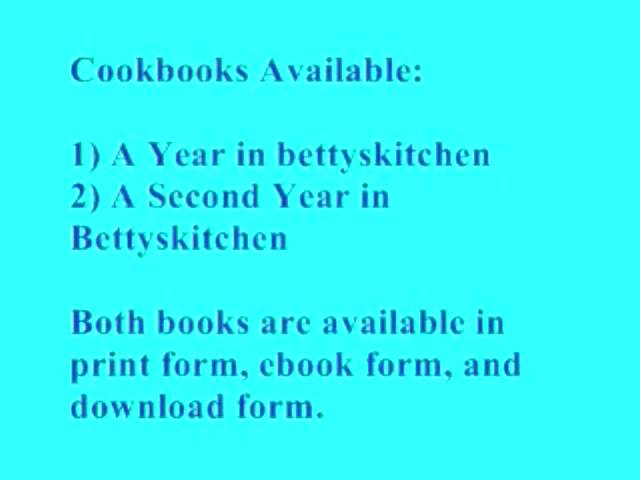 Cookbooks Available:
1) A Year in bettyskitchen
2) A Second Year in
Bettyskitchen
Both books are available in
print form, ebook form, and
download form.